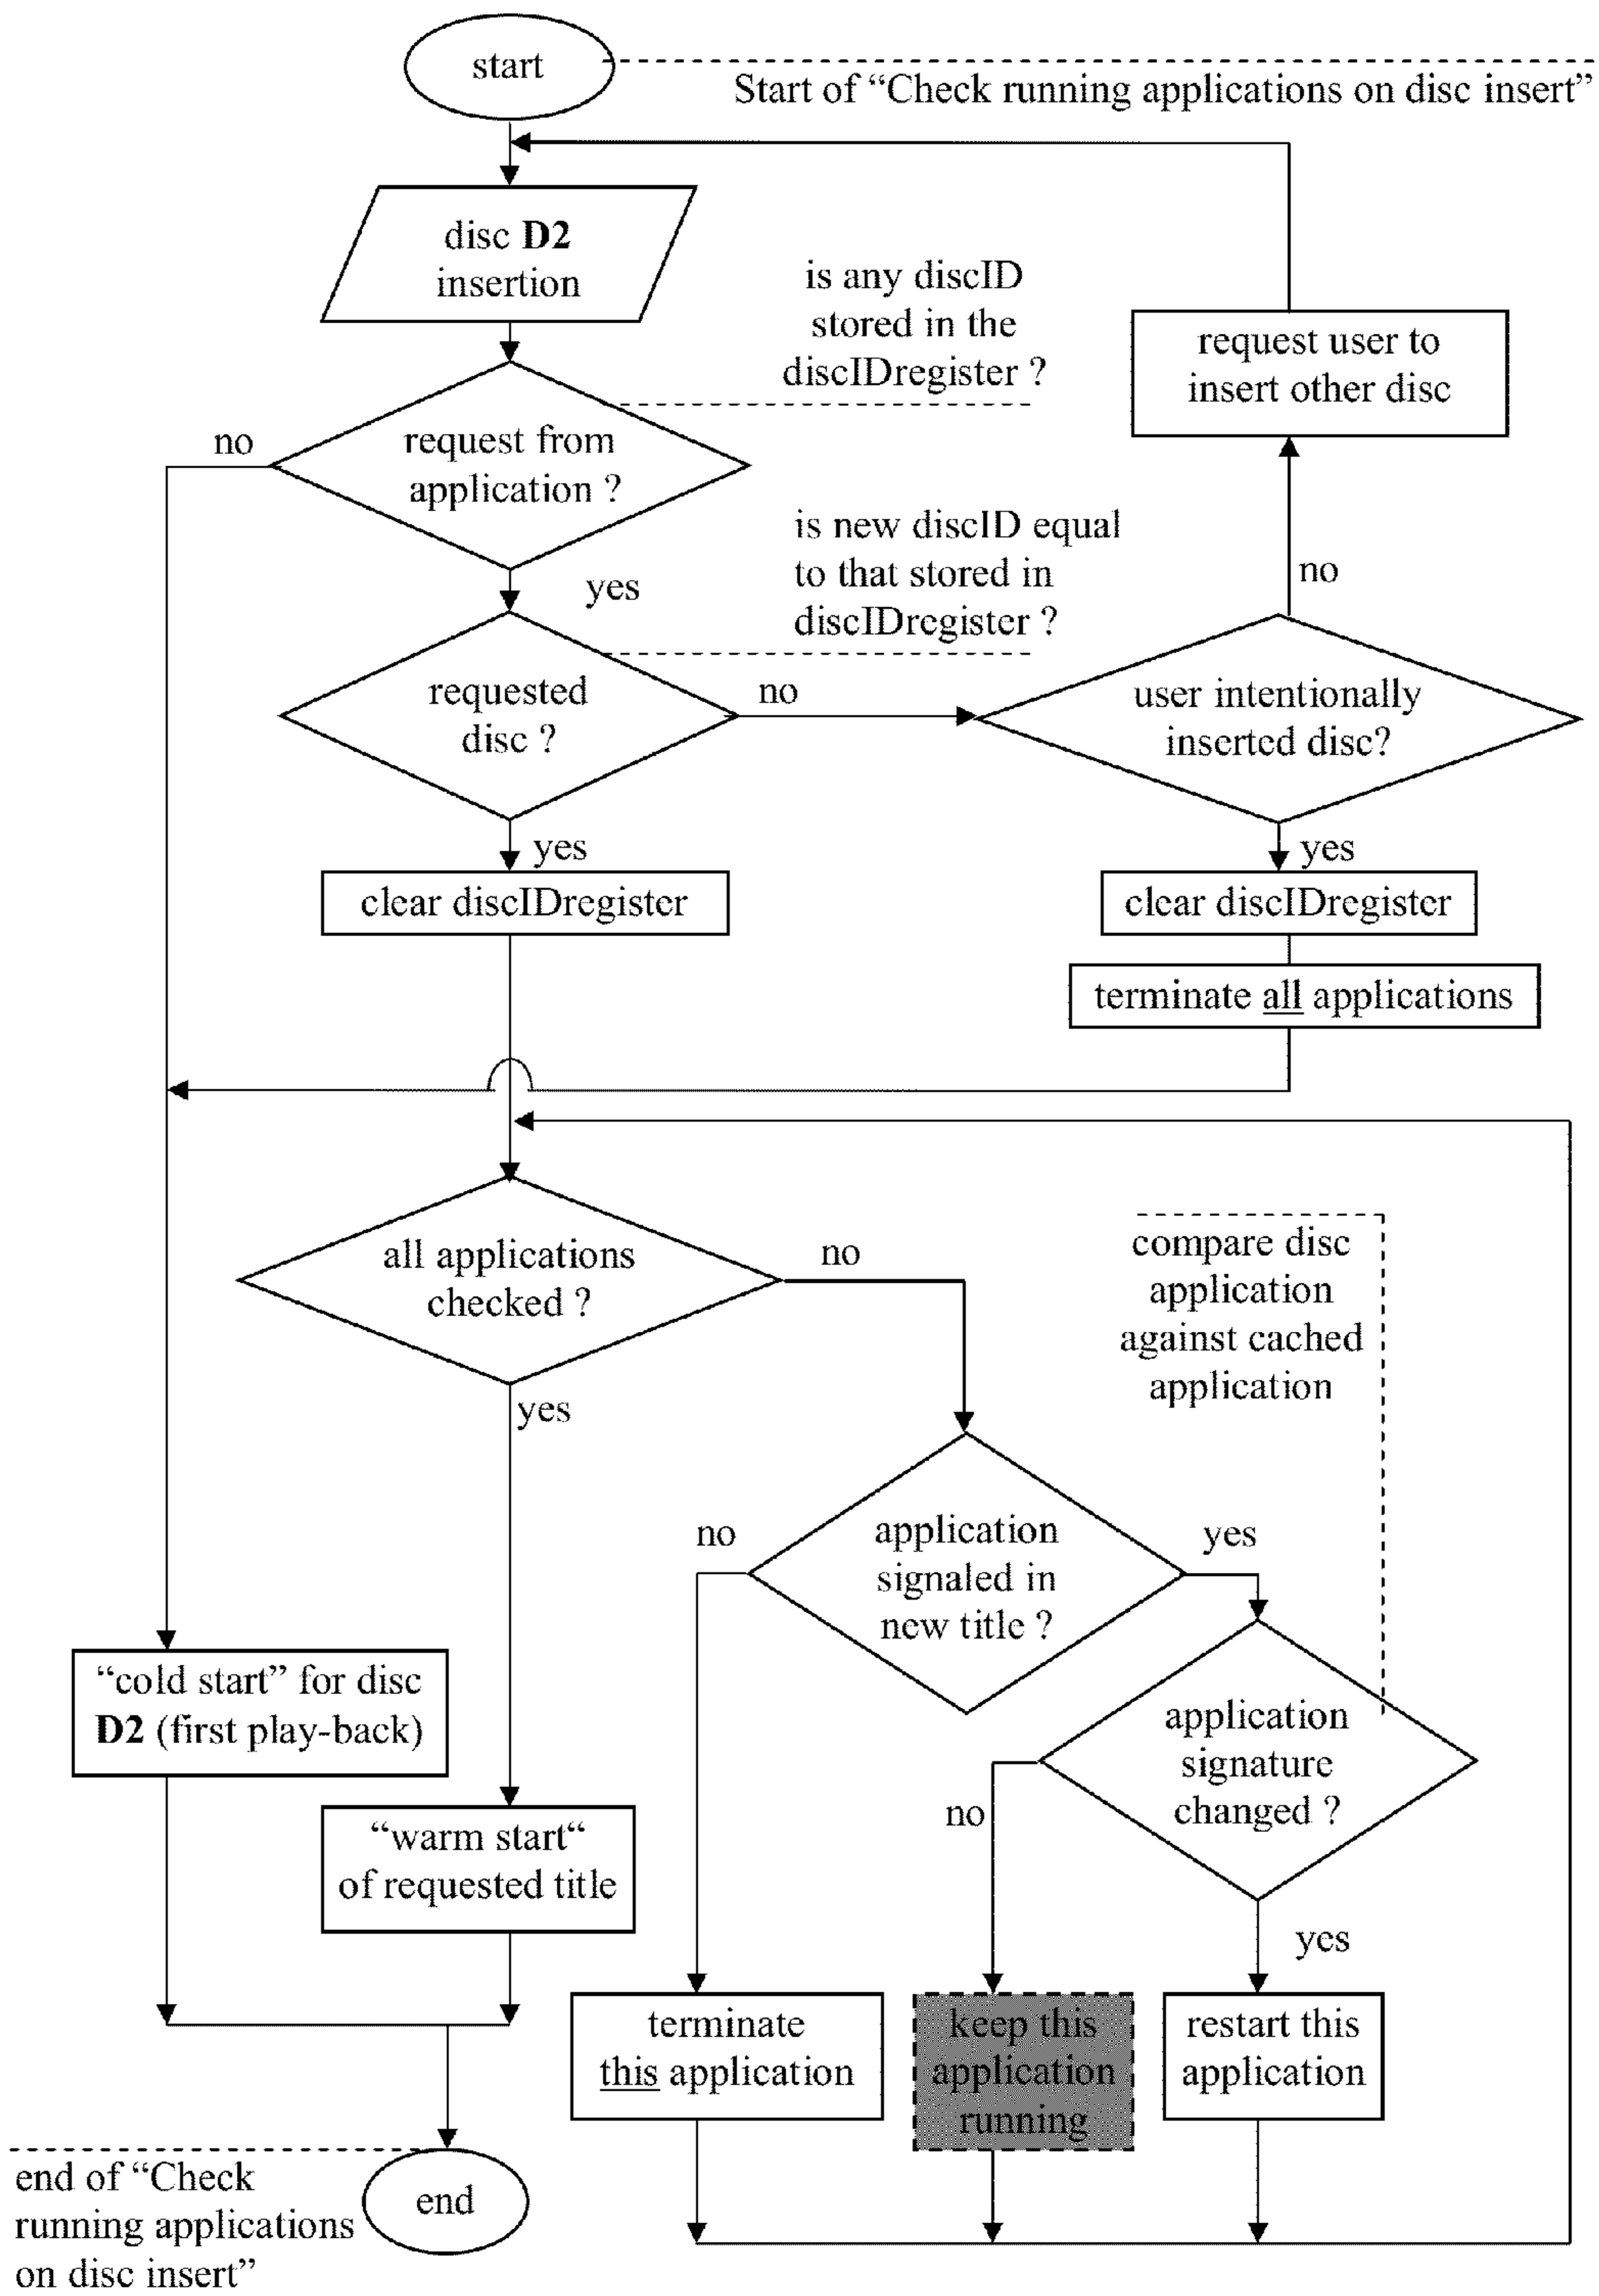 start
Start of “Check running applications on disc insert”
disc D2
insertion
is any discID
stored in the
discIDregister ?
request user to
insert other disc
no
request from
application ?
yes
is new discID equal
to that stored in
discIDregister ?
no
requested
disc ?
no
user intentionally
inserted disc?
yes
yes
clear discIDregister
clear discIDregister
terminate all applications
all applications
checked ?
no
yes
compare disc
application
against cached
application
no
application
signaled in
new title ?
yes
“cold start” for disc
D2 (first play-back)
application
signature
changed ?
no
yes
“warm start“
of requested title
terminate
this application
keep this
application
running
restart this
application
end of “Check
running applications
on disc insert”
end